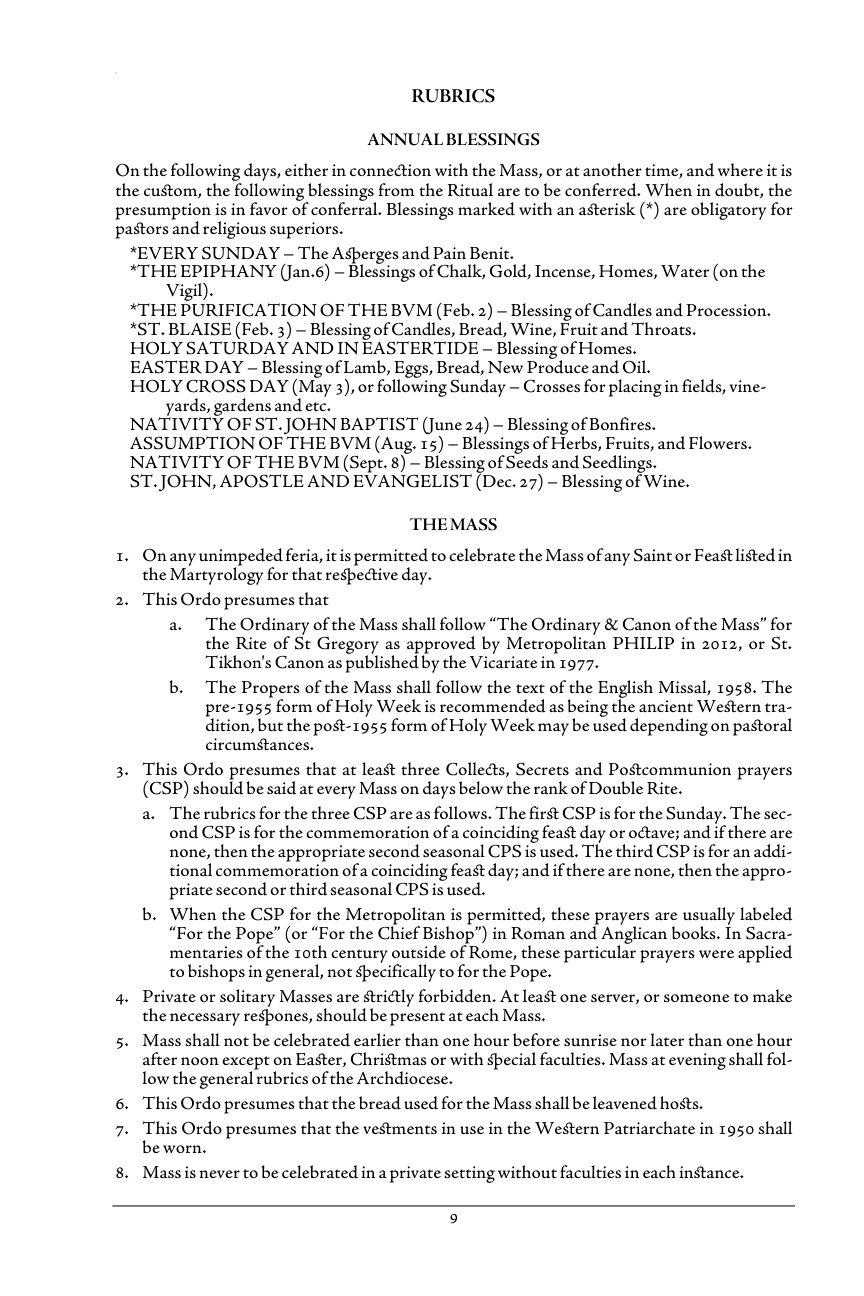 RUBRICS
ANNUAL BLESSINGS
On the following days, either in connection with the Mass, or at another time, and where it is
the custom, the following blessings from the Ritual are to be conferred. When in doubt, the
presumption is in favor of conferral. Blessings marked with an asterisk (*) are obligatory for
pastors and religious superiors.
*EVERY SUNDAY – The Asperges and Pain Benit.
*THE EPIPHANY (Jan.6) – Blessings of Chalk, Gold, Incense, Homes, Water (on the
Vigil).
*THE PURIFICATION OF THE BVM (Feb. 2) – Blessing of Candles and Procession.
*ST. BLAISE (Feb. 3) – Blessing of Candles, Bread, Wine, Fruit and Throats.
HOLY SATURDAY AND IN EASTERTIDE – Blessing of Homes.
EASTER DAY – Blessing of Lamb, Eggs, Bread, New Produce and Oil.
HOLY CROSS DAY (May 3), or following Sunday – Crosses for placing in fields, vine-
yards, gardens and etc.
NATIVITY OF ST. JOHN BAPTIST (June 24) – Blessing of Bonfires.
ASSUMPTION OF THE BVM (Aug. 15) – Blessings of Herbs, Fruits, and Flowers.
NATIVITY OF THE BVM (Sept. 8) – Blessing of Seeds and Seedlings.
ST. JOHN, APOSTLE AND EVANGELIST (Dec. 27) – Blessing of Wine.
THE MASS
1. On any unimpeded feria, it is permitted to celebrate the Mass of any Saint or Feast listed in
the Martyrology for that respective day.
2. This Ordo presumes that
a. The Ordinary of the Mass shall follow “The Ordinary & Canon of the Mass” for
the Rite of St Gregory as approved by Metropolitan PHILIP in 2012, or St.
Tikhon's Canon as published by the Vicariate in 1977.
b. The Propers of the Mass shall follow the text of the English Missal, 1958. The
pre-1955 form of Holy Week is recommended as being the ancient Western tra-
dition, but the post-1955 form of Holy Week may be used depending on pastoral
circumstances.
3. This Ordo presumes that at least three Collects, Secrets and Postcommunion prayers
(CSP) should be said at every Mass on days below the rank of Double Rite.
a. The rubrics for the three CSP are as follows. The first CSP is for the Sunday. The sec-
ond CSP is for the commemoration of a coinciding feast day or octave; and if there are
none, then the appropriate second seasonal CPS is used. The third CSP is for an addi-
tional commemoration of a coinciding feast day; and if there are none, then the appro-
priate second or third seasonal CPS is used.
b. When the CSP for the Metropolitan is permitted, these prayers are usually labeled
“For the Pope” (or “For the Chief Bishop”) in Roman and Anglican books. In Sacra-
mentaries of the 10th century outside of Rome, these particular prayers were applied
to bishops in general, not specifically to for the Pope.
4. Private or solitary Masses are strictly forbidden. At least one server, or someone to make
the necessary respones, should be present at each Mass.
5. Mass shall not be celebrated earlier than one hour before sunrise nor later than one hour
after noon except on Easter, Christmas or with special faculties. Mass at evening shall fol-
low the general rubrics of the Archdiocese.
6. This Ordo presumes that the bread used for the Mass shall be leavened hosts.
7. This Ordo presumes that the vestments in use in the Western Patriarchate in 1950 shall
be worn.
8. Mass is never to be celebrated in a private setting without faculties in each instance.
9